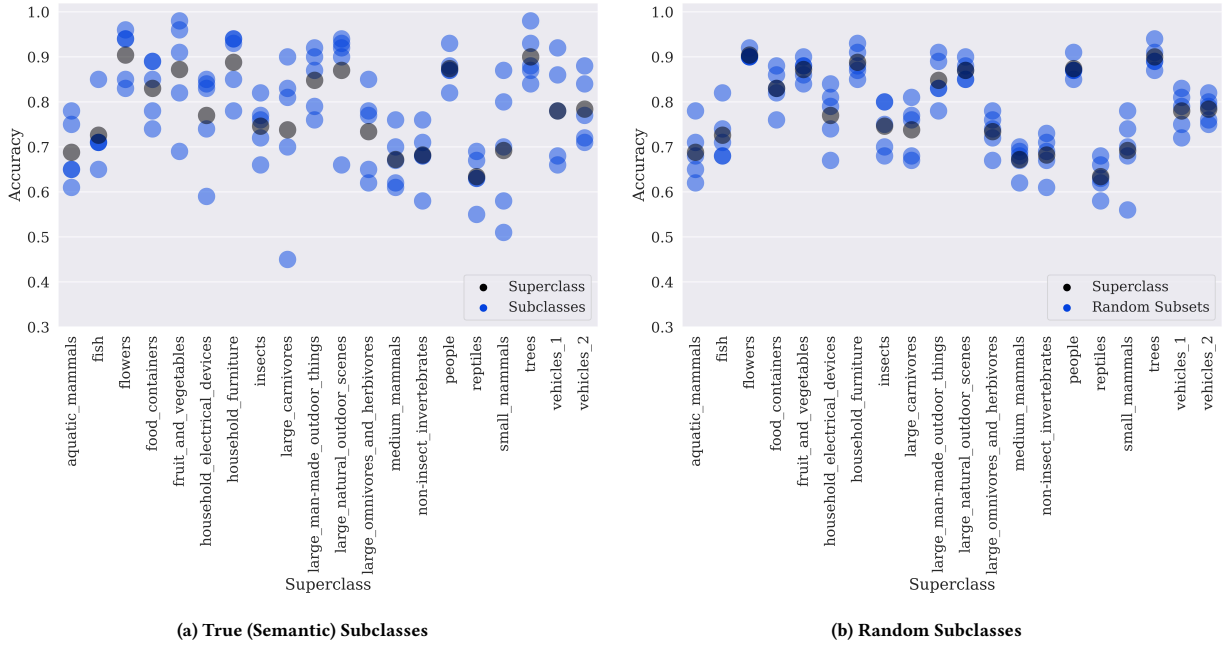 1.0
0.9
0.8
0.7
0.6
0.5
0.4
0.3
Accuracy
Superclass
Subclasses
aquatic_mammals
fish
flowers
food_containers
fruit_and_vegetables
household_electrical_devices
household_furniture
insects
large_carnivores
large_man-made_outdoor_things
large_natural_outdoor_scenes
large_omnivores_and_herbivores
medium_mammals
non-insect_invertebrates
people
reptiles
small_mammals
trees
vehicles_1
vehicles_2
Superclass
(a) True (Semantic) Subclasses
1.0
0.9
0.8
0.7
0.6
0.5
0.4
0.3
Accuracy
Superclass
Random Subsets
aquatic_mammals
fish
flowers
food_containers
fruit_and_vegetables
household_electrical_devices
household_furniture
insects
large_carnivores
large_man-made_outdoor_things
large_natural_outdoor_scenes
large_omnivores_and_herbivores
medium_mammals
non-insect_invertebrates
people
reptiles
small_mammals
trees
vehicles_1
vehicles_2
Superclass
(b) Random Subclasses